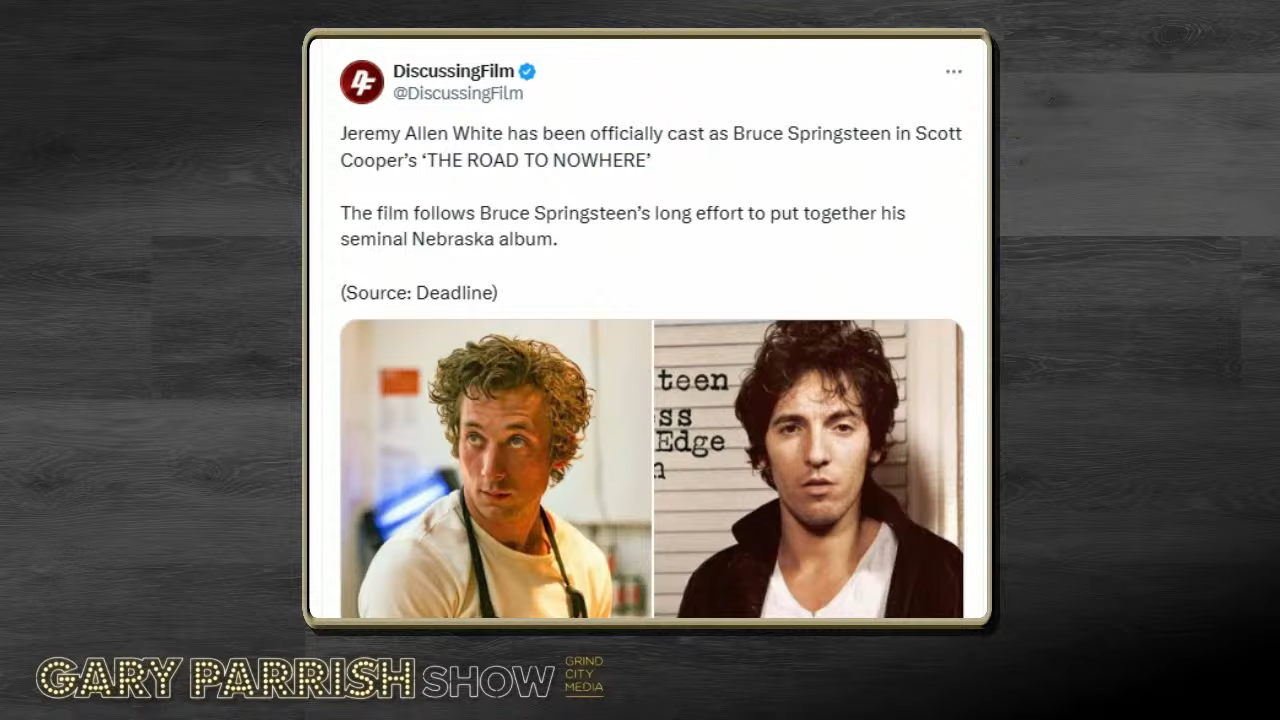 DiscussingFilm
@DiscussingFilm
Jeremy Allen White has been officially cast as Bruce Springsteen in Scott
Cooper’s ‘THE ROAD TO NOWHERE’
The film follows Bruce Springsteen’s long effort to put together his
seminal Nebraska album.
(Source: Deadline)
teen
ss
Edge
n
GARY PARRISH SHOW
GRIND
CITY
MEDIA